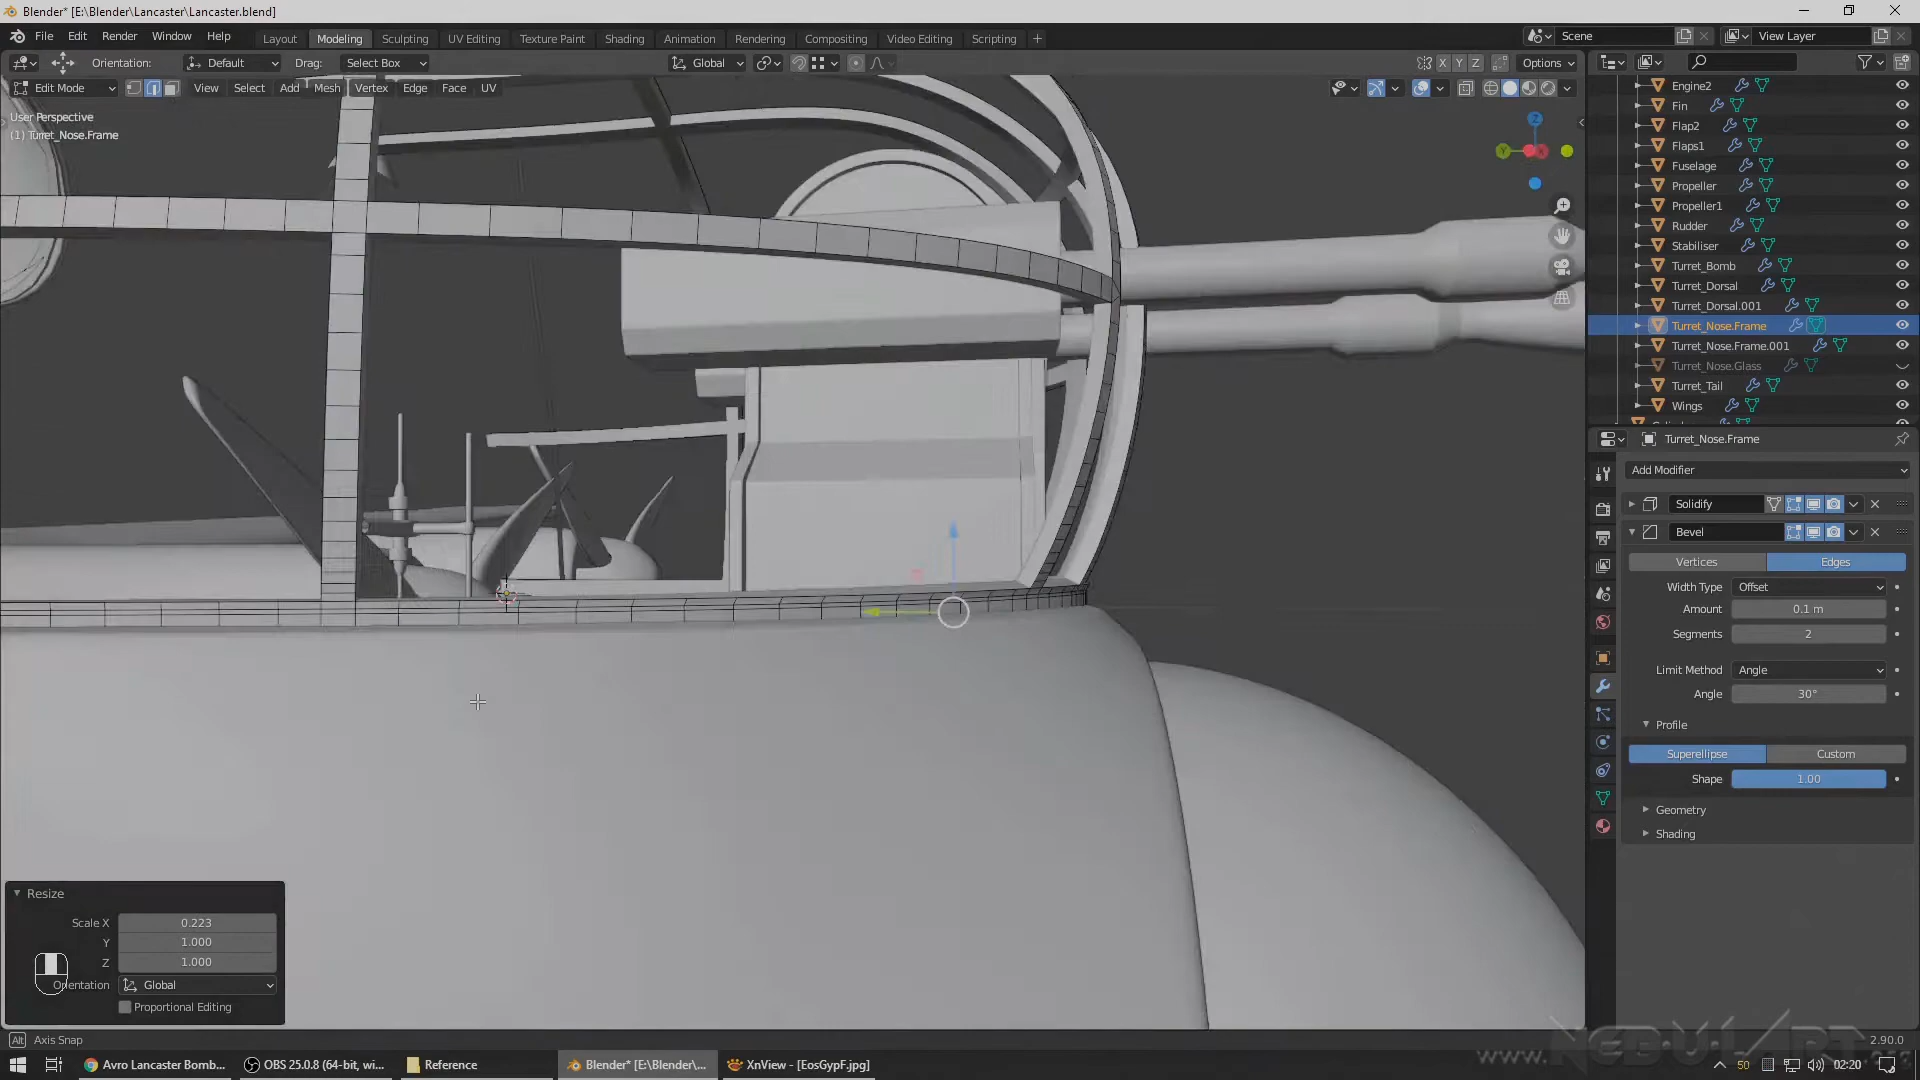 Blender* [E:\Blender\Lancaster\Lancaster.blend]
File Edit Render Window Help Layout Modeling Sculpting UV Editing Texture Paint Shading Animation Rendering Compositing Video Editing Scripting + Scene View Layer
Orientation: Default Drag: Select Box Global X Y Z Options
Edit Mode View Select Add Mesh Vertex Edge Face UV
User Perspective
(1) Turret_Nose.Frame
Z
Y
X
Engine2
Fin
Flap2
Flaps1
Fuselage
Propeller
Propeller1
Rudder
Stabiliser
Turret_Bomb
Turret_Dorsal
Turret_Dorsal.001
Turret_Nose.Frame
Turret_Nose.Frame.001
Turret_Nose.Glass
Turret_Tail
Wings
Turret_Nose.Frame
Add Modifier
Solidify
Bevel
Vertices Edges
Width Type Offset
Amount 0.1 m
Segments 2
Limit Method Angle
Angle 30°
Profile
Superellipse Custom
Shape 1.00
Geometry
Shading
Resize
Scale X 0.223
Y 1.000
Z 1.000
Orientation Global
Proportional Editing
Alt Axis Snap
2.90.0
www.NEBUL/ART
Avro Lancaster Bomb... OBS 25.0.8 (64-bit, wi... Reference Blender* [E:\Blender\... XnView - [EosGypF.jpg] 50 02:20